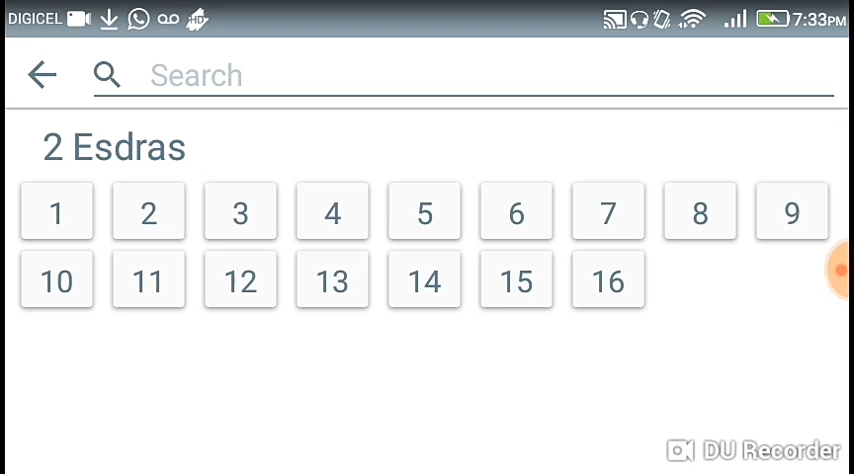 DIGICEL HD 7:33PM
Search
2 Esdras
1 2 3 4 5 6 7 8 9
10 11 12 13 14 15 16
DU Recorder